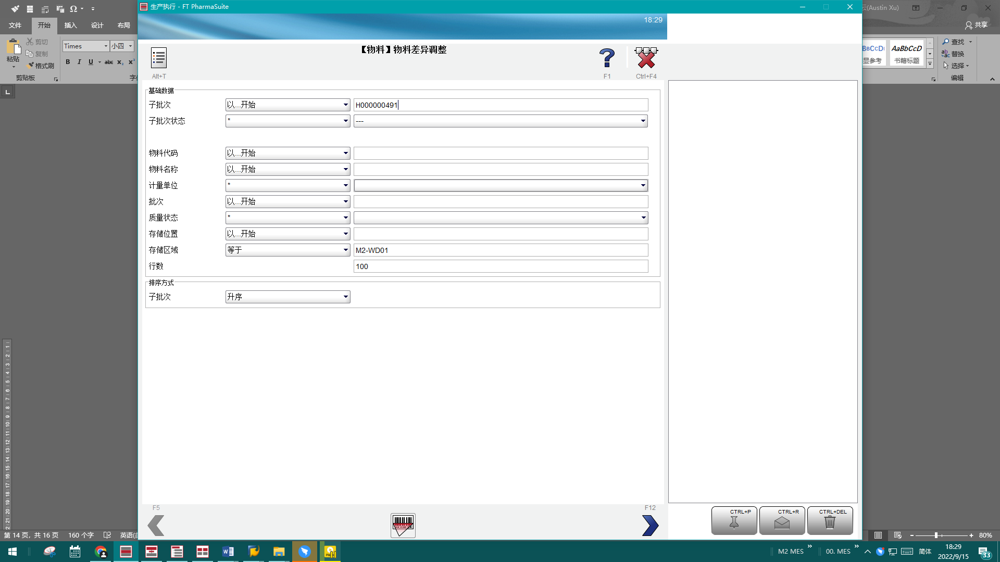 生产执行 - FT PharmaSuite
(Austin Xu)
文件 开始 插入 设计 布局
共享
18:29
Times 小四
剪切
复制
格式刷
粘贴
剪贴板
B I U abc X₂ X²
AaBbCcD
显参考 书籍标题
查找
替换
选择
编辑
【物料】物料差异调整
Alt+T F1 Ctrl+F4
基础数据
子批次 以...开始 H000000491
子批次状态 * ---
物料代码 以...开始
物料名称 以...开始
计量单位 *
批次 以...开始
质量状态 *
存储位置 以...开始
存储区域 等于 M2-WD01
行数 100
排序方式
子批次 升序
F5 F12
CTRL+P CTRL+R CTRL+DEL
第 14 页，共 16 页 160 个字
80%
M2 MES 00. MES 简体
18:29
2022/9/15
33